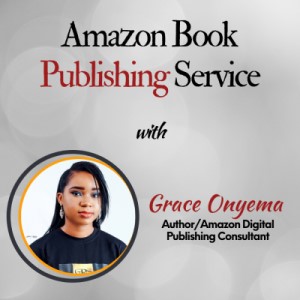 Amazon Book
Publishing Service
with
Grace Onyema
Author/Amazon Digital
Publishing Consultant